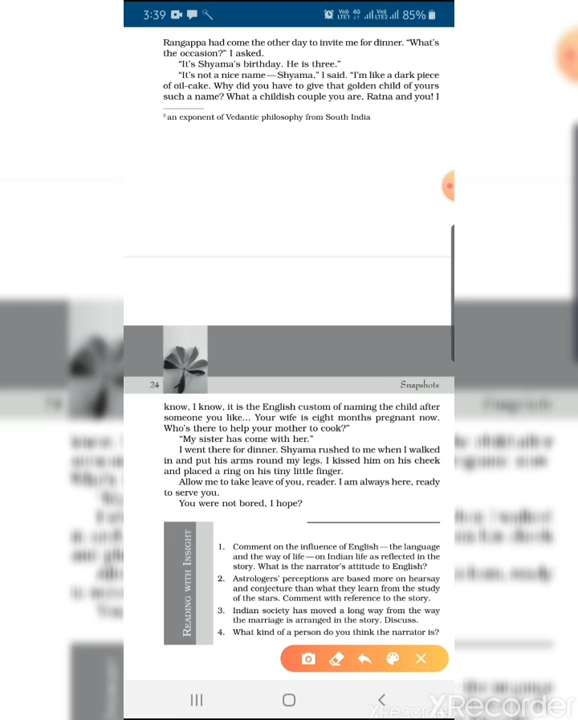 3:39
85%
Rangappa had come the other day to invite me for dinner. “What’s
the occasion?” I asked.
“It’s Shyama’s birthday. He is three.”
“It’s not a nice name — Shyama,” I said. “I’m like a dark piece
of oil-cake. Why did you have to give that golden child of yours
such a name? What a childish couple you are, Ratna and you! I
an exponent of Vedantic philosophy from South India
24
Snapshots
know, I know, it is the English custom of naming the child after
someone you like... Your wife is eight months pregnant now.
Who’s there to help your mother to cook?”
“My sister has come with her.”
I went there for dinner. Shyama rushed to me when I walked
in and put his arms round my legs. I kissed him on his cheek
and placed a ring on his tiny little finger.
Allow me to take leave of you, reader. I am always here, ready
to serve you.
You were not bored, I hope?
READING WITH INSIGHT
1. Comment on the influence of English — the language
and the way of life — on Indian life as reflected in the
story. What is the narrator’s attitude to English?
2. Astrologers’ perceptions are based more on hearsay
and conjecture than what they learn from the study
of the stars. Comment with reference to the story.
3. Indian society has moved a long way from the way
the marriage is arranged in the story. Discuss.
4. What kind of a person do you think the narrator is?
XRecorder